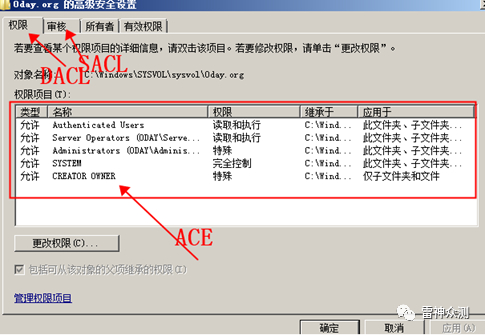 0day.org 的高级安全设置
权限 审核 所有者 有效权限
若要查看某个权限项目的详细信息，请双击该项目。若要修改权限，请单击“更改权限”。
对象名称: C:\Windows\SYSVOL\sysvol\0day.org
DACL SACL
权限项目(T):
类型 名称 权限 继承于 应用于
允许 Authenticated Users 读取和执行 C:\Wind... 此文件夹、子文件夹...
允许 Server Operators (0DAY\Serve... 读取和执行 C:\Wind... 此文件夹、子文件夹...
允许 Administrators (0DAY\Adminis... 特殊 C:\Wind... 此文件夹、子文件夹...
允许 SYSTEM 完全控制 C:\Wind... 此文件夹、子文件夹...
允许 CREATOR OWNER 特殊 C:\Wind... 仅子文件夹和文件
ACE
更改权限(C)...
包括可从该对象的父项继承的权限(I)
管理权限项目
雷神众测
确定 取消 应用(A)